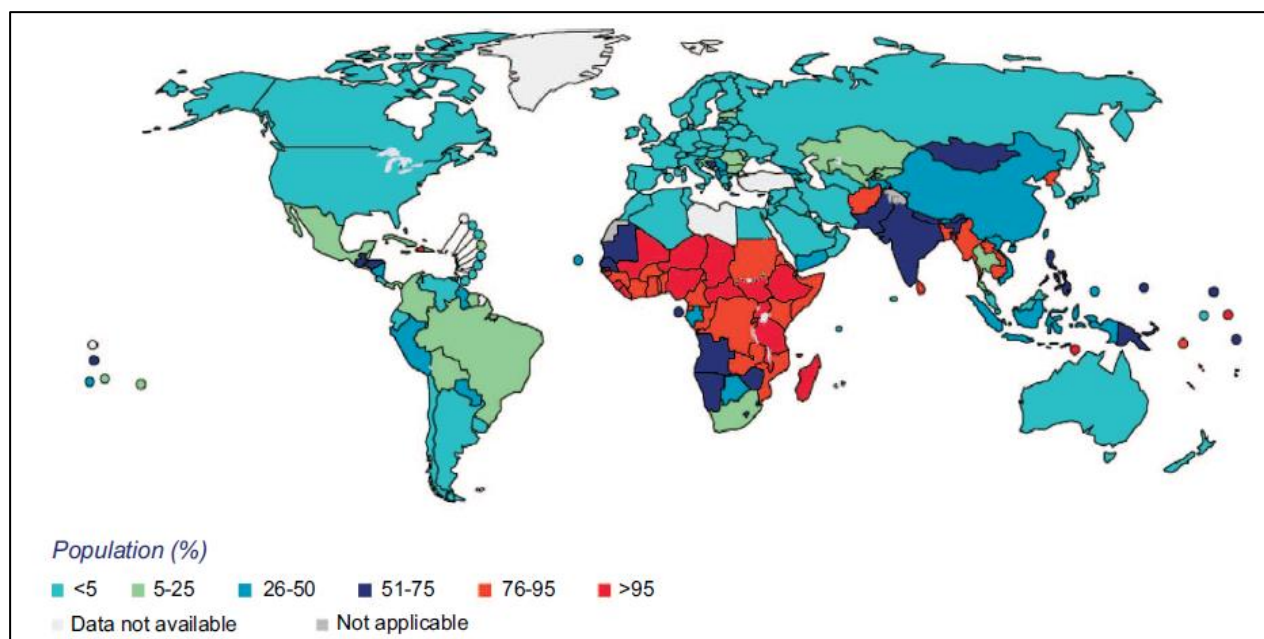 Population (%)
<5 5-25 26-50 51-75 76-95 >95
Data not available Not applicable